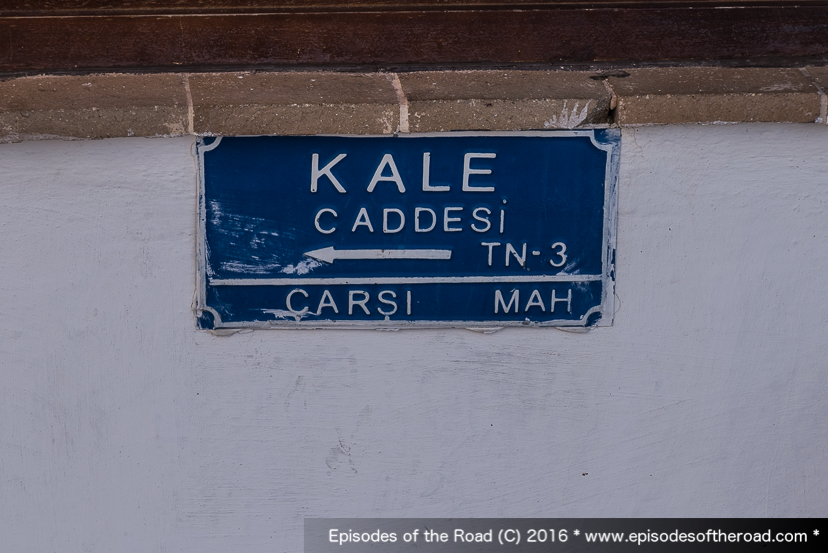 KALE
CADDESİ
TN-3
ÇARŞI MAH
Episodes of the Road (C) 2016 * www.episodesoftheroad.com *